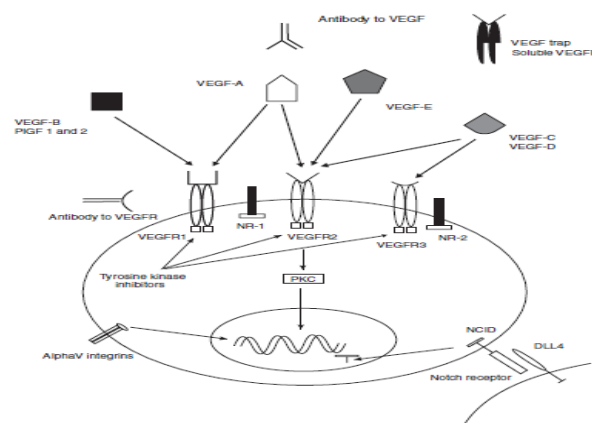 Antibody to VEGF
VEGF trap
Soluble VEGF
VEGF-A
VEGF-E
VEGF-B
PlGF 1 and 2
VEGF-C
VEGF-D
Antibody to VEGFR
NR-1
VEGFR1
VEGFR2
VEGFR3
NR-2
Tyrosine kinase
inhibitors
PKC
NCID
AlphaV integrins
DLL4
Notch receptor